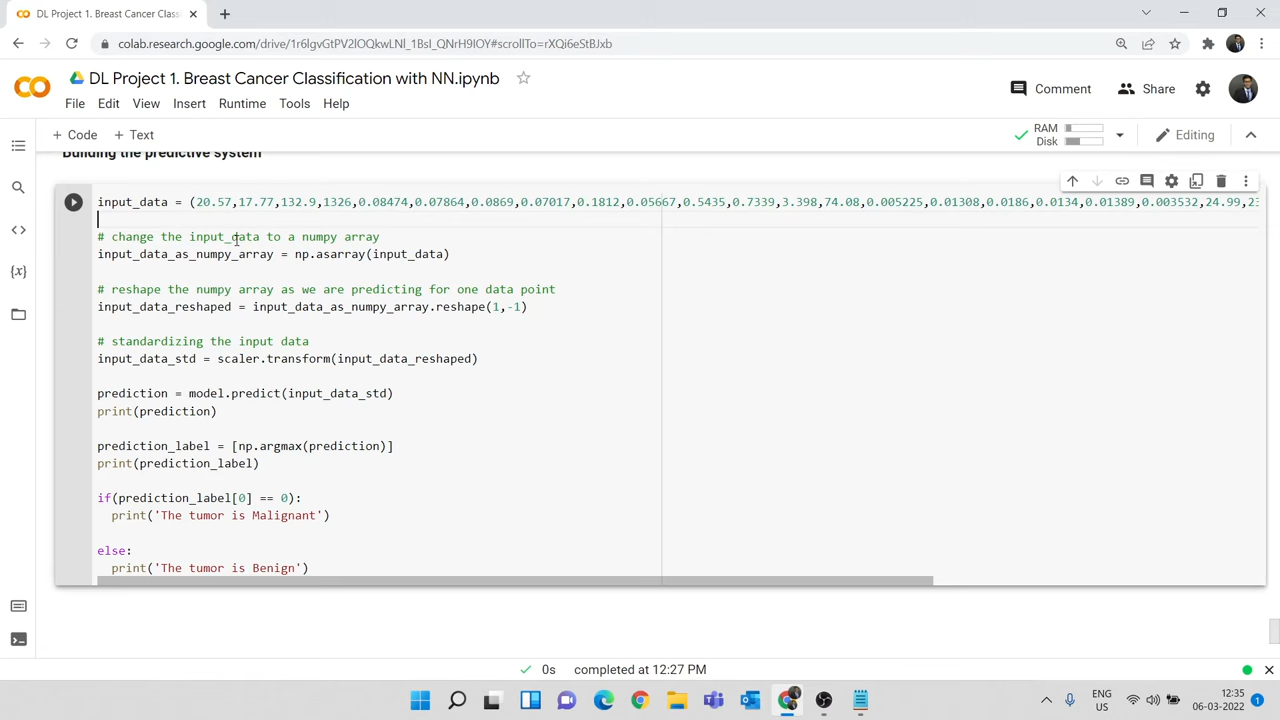 DL Project 1. Breast Cancer Class
colab.research.google.com/drive/1r6lgvGtPV2lOQkwLNl_1BsI_QNrH9IOY#scrollTo=rXQi6eStBJxb
DL Project 1. Breast Cancer Classification with NN.ipynb
Comment
Share
File Edit View Insert Runtime Tools Help
+ Code + Text
RAM
Disk
Editing
Building the predictive system
input_data = (20.57,17.77,132.9,1326,0.08474,0.07864,0.0869,0.07017,0.1812,0.05667,0.5435,0.7339,3.398,74.08,0.005225,0.01308,0.0186,0.0134,0.01389,0.003532,24.99,23
# change the input_data to a numpy array
input_data_as_numpy_array = np.asarray(input_data)
# reshape the numpy array as we are predicting for one data point
input_data_reshaped = input_data_as_numpy_array.reshape(1,-1)
# standardizing the input data
input_data_std = scaler.transform(input_data_reshaped)
prediction = model.predict(input_data_std)
print(prediction)
prediction_label = [np.argmax(prediction)]
print(prediction_label)
if(prediction_label[0] == 0):
print('The tumor is Malignant')
else:
print('The tumor is Benign')
{x}
0s completed at 12:27 PM
ENG
US
12:35
06-03-2022
1